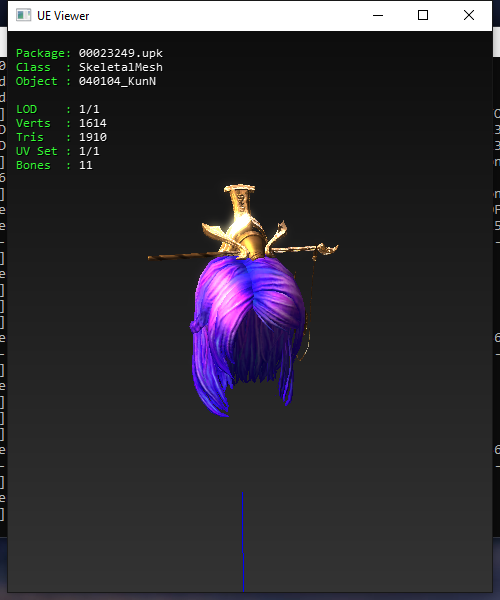 UE Viewer
Package: 00023249.upk
Class : SkeletalMesh
Object : 040104_KunN
LOD : 1/1
Verts : 1614
Tris : 1910
UV Set : 1/1
Bones : 11